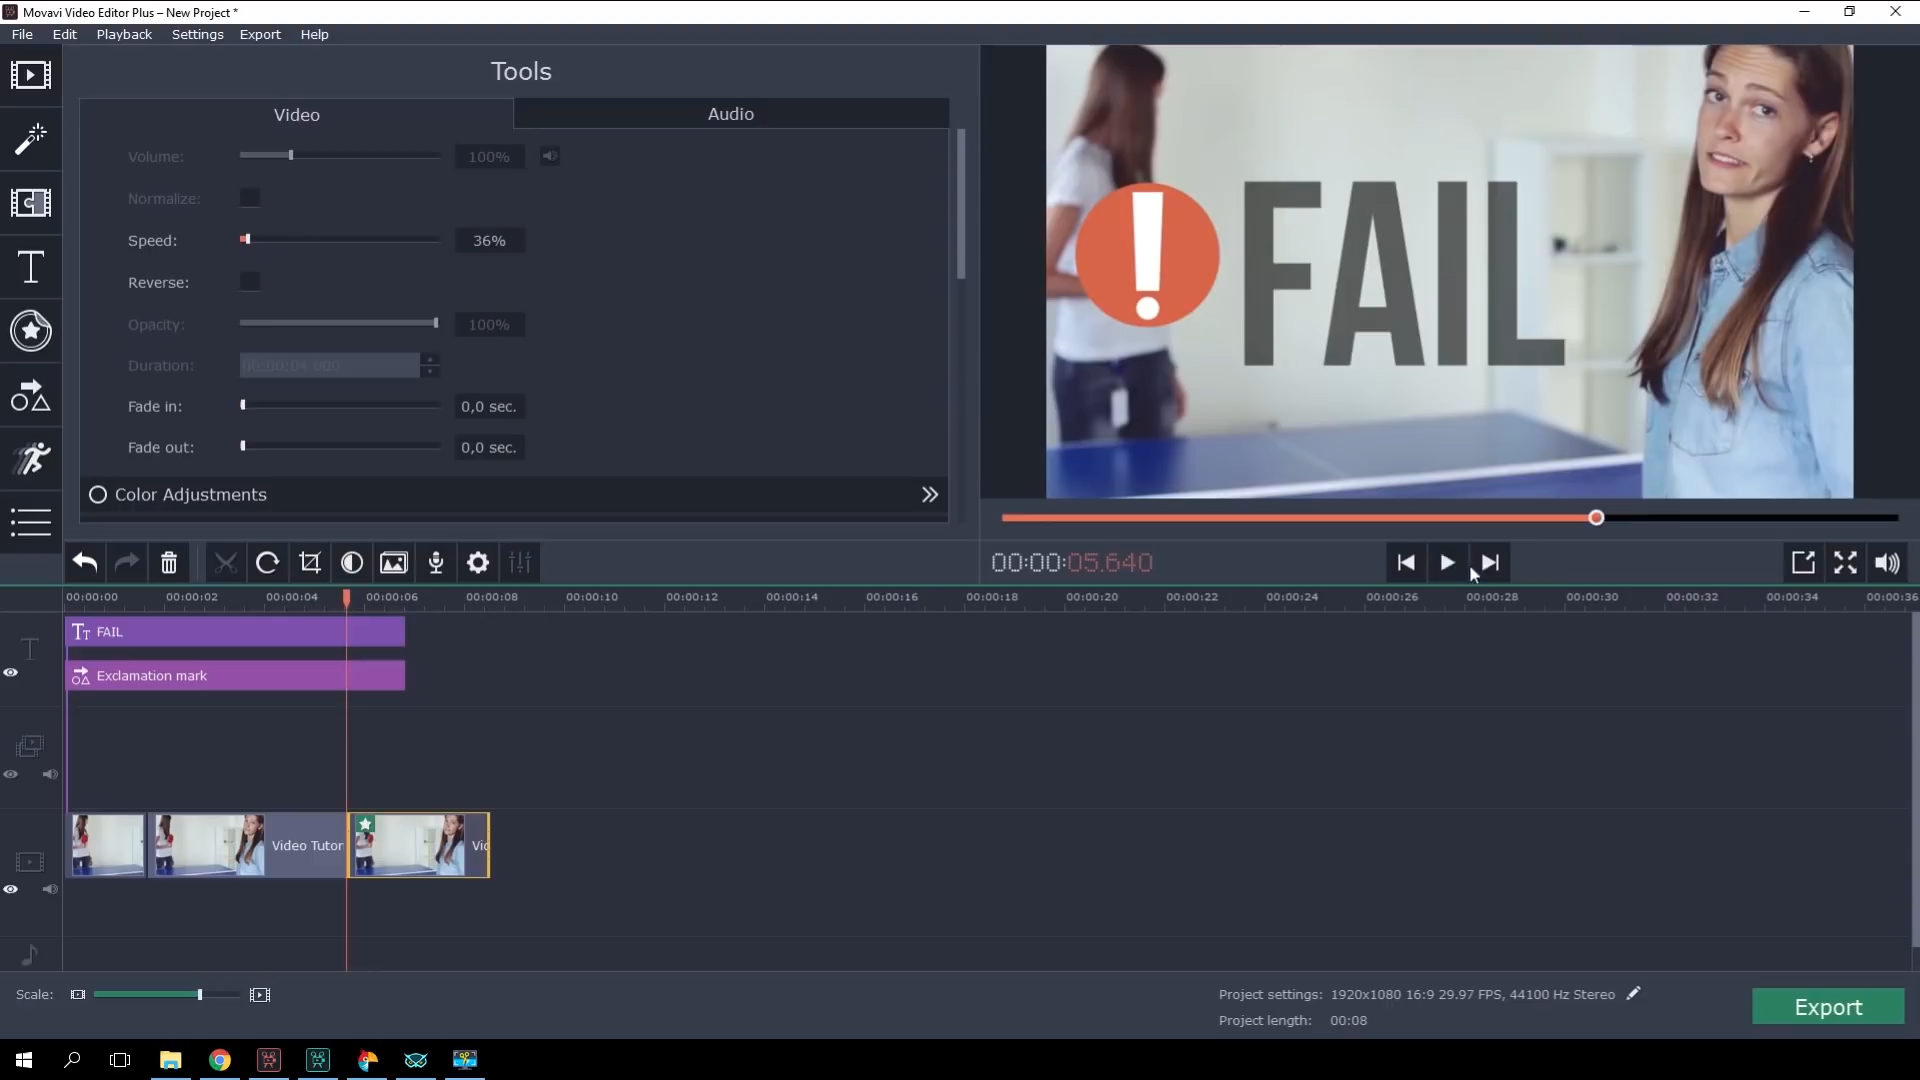 Movavi Video Editor Plus – New Project *
File Edit Playback Settings Export Help
Tools
Video Audio
Volume: 100%
Normalize:
Speed: 36%
Reverse:
Opacity: 100%
Duration: 00:00:04.000
Fade in: 0,0 sec.
Fade out: 0,0 sec.
Color Adjustments
! FAIL
00:00:05.640
00:00:00 00:00:02 00:00:04 00:00:06 00:00:08 00:00:10 00:00:12 00:00:14 00:00:16 00:00:18 00:00:20 00:00:22 00:00:24 00:00:26 00:00:28 00:00:30 00:00:32 00:00:34 00:00:36
FAIL
Exclamation mark
Video Tutor
Vic
Scale:
Project settings: 1920x1080 16:9 29.97 FPS, 44100 Hz Stereo
Project length: 00:08
Export